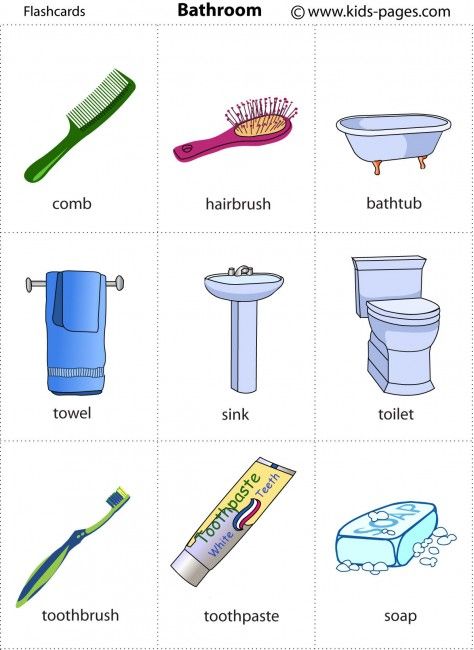 Flashcards Bathroom © www.kids-pages.com
comb hairbrush bathtub
towel sink toilet
Toothpaste
White Teeth
SOAP
toothbrush toothpaste soap